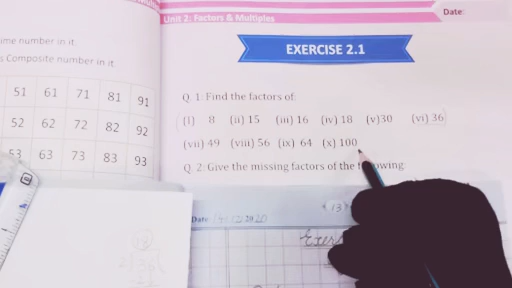 Unit 2: Factors & Multiples
Date:
ime number in it
s Composite number in it.
51 61 71 81 91
52 62 72 82 92
53 63 73 83 93
EXERCISE 2.1
Q. 1: Find the factors of:
(i) 8 (ii) 15 (iii) 16 (iv) 18 (v)30 (vi) 36
(vii) 49 (viii) 56 (ix) 64 (x) 100
Q. 2: Give the missing factors of the following
Date:
13
Exer